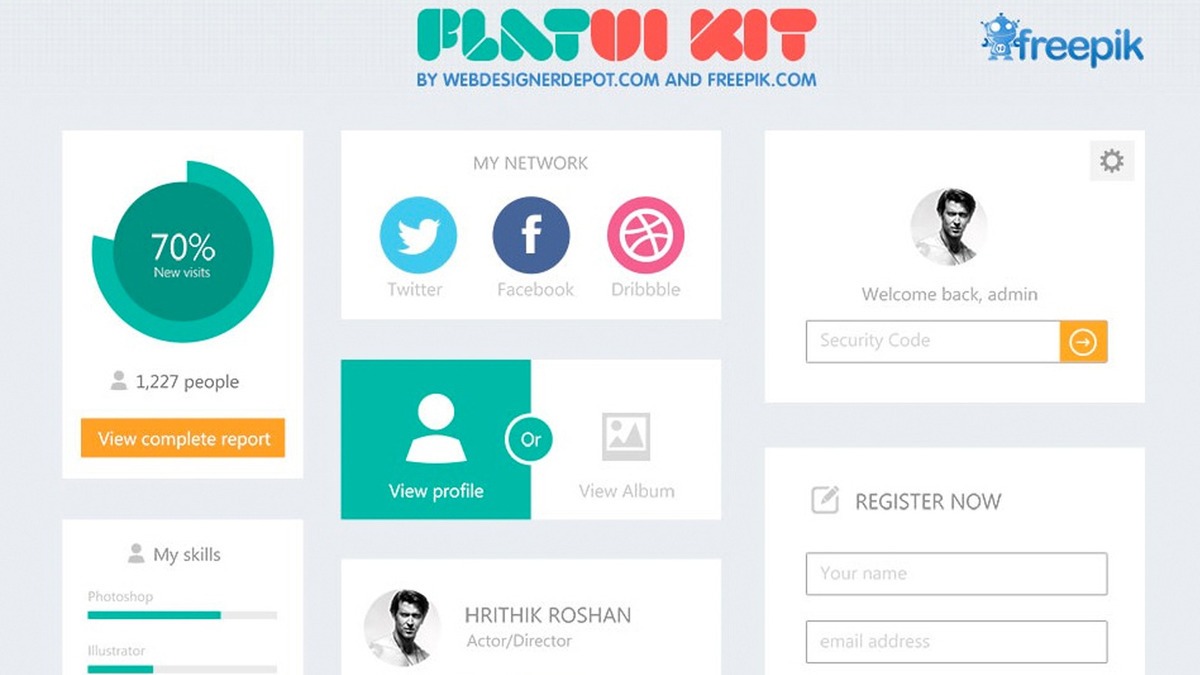 FLATUI KIT
BY WEBDESIGNERDEPOT.COM AND FREEPIK.COM
freepik
70%
New visits
1,227 people
View complete report
My skills
Photoshop
Illustrator
MY NETWORK
Twitter
Facebook
Dribbble
View profile
Or
View Album
HRITHIK ROSHAN
Actor/Director
Welcome back, admin
Security Code
REGISTER NOW
Your name
email address